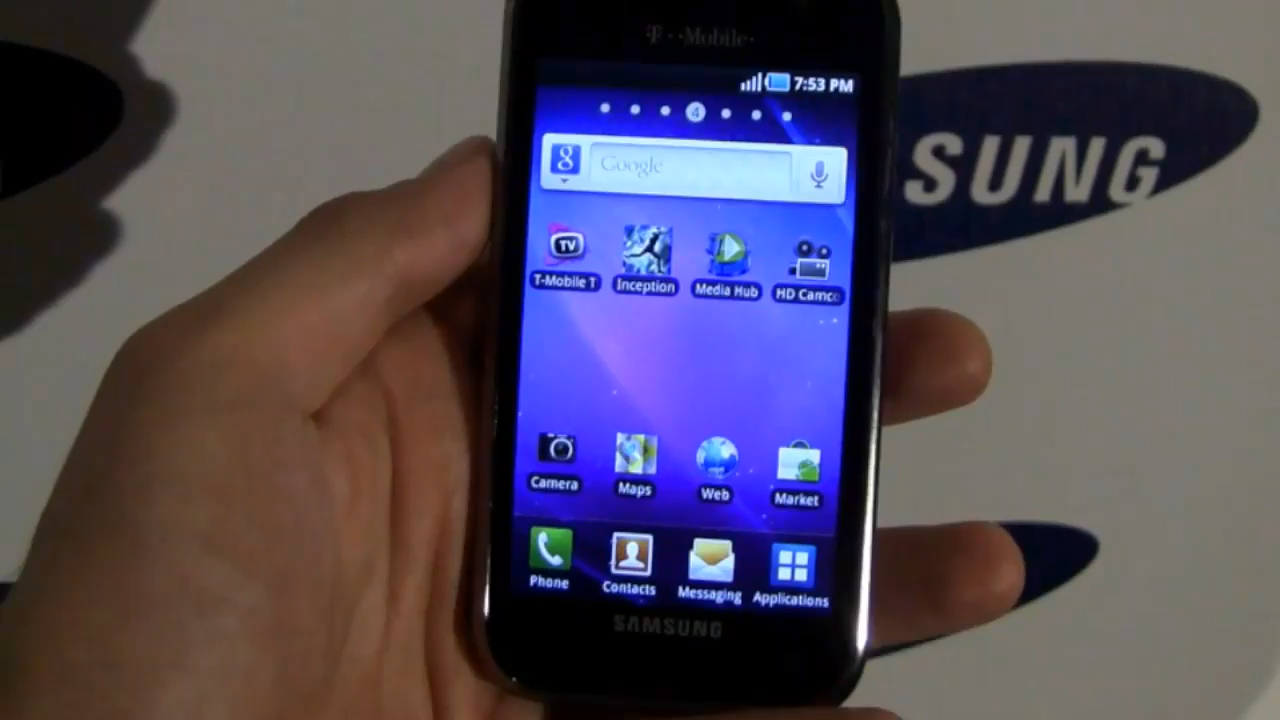 T··Mobile·
7:53 PM
4
g
Google
SUNG
TV
T-Mobile T
Inception
Media Hub
HD Camco
Camera
Maps
Web
Market
Phone
Contacts
Messaging
Applications
SAMSUNG